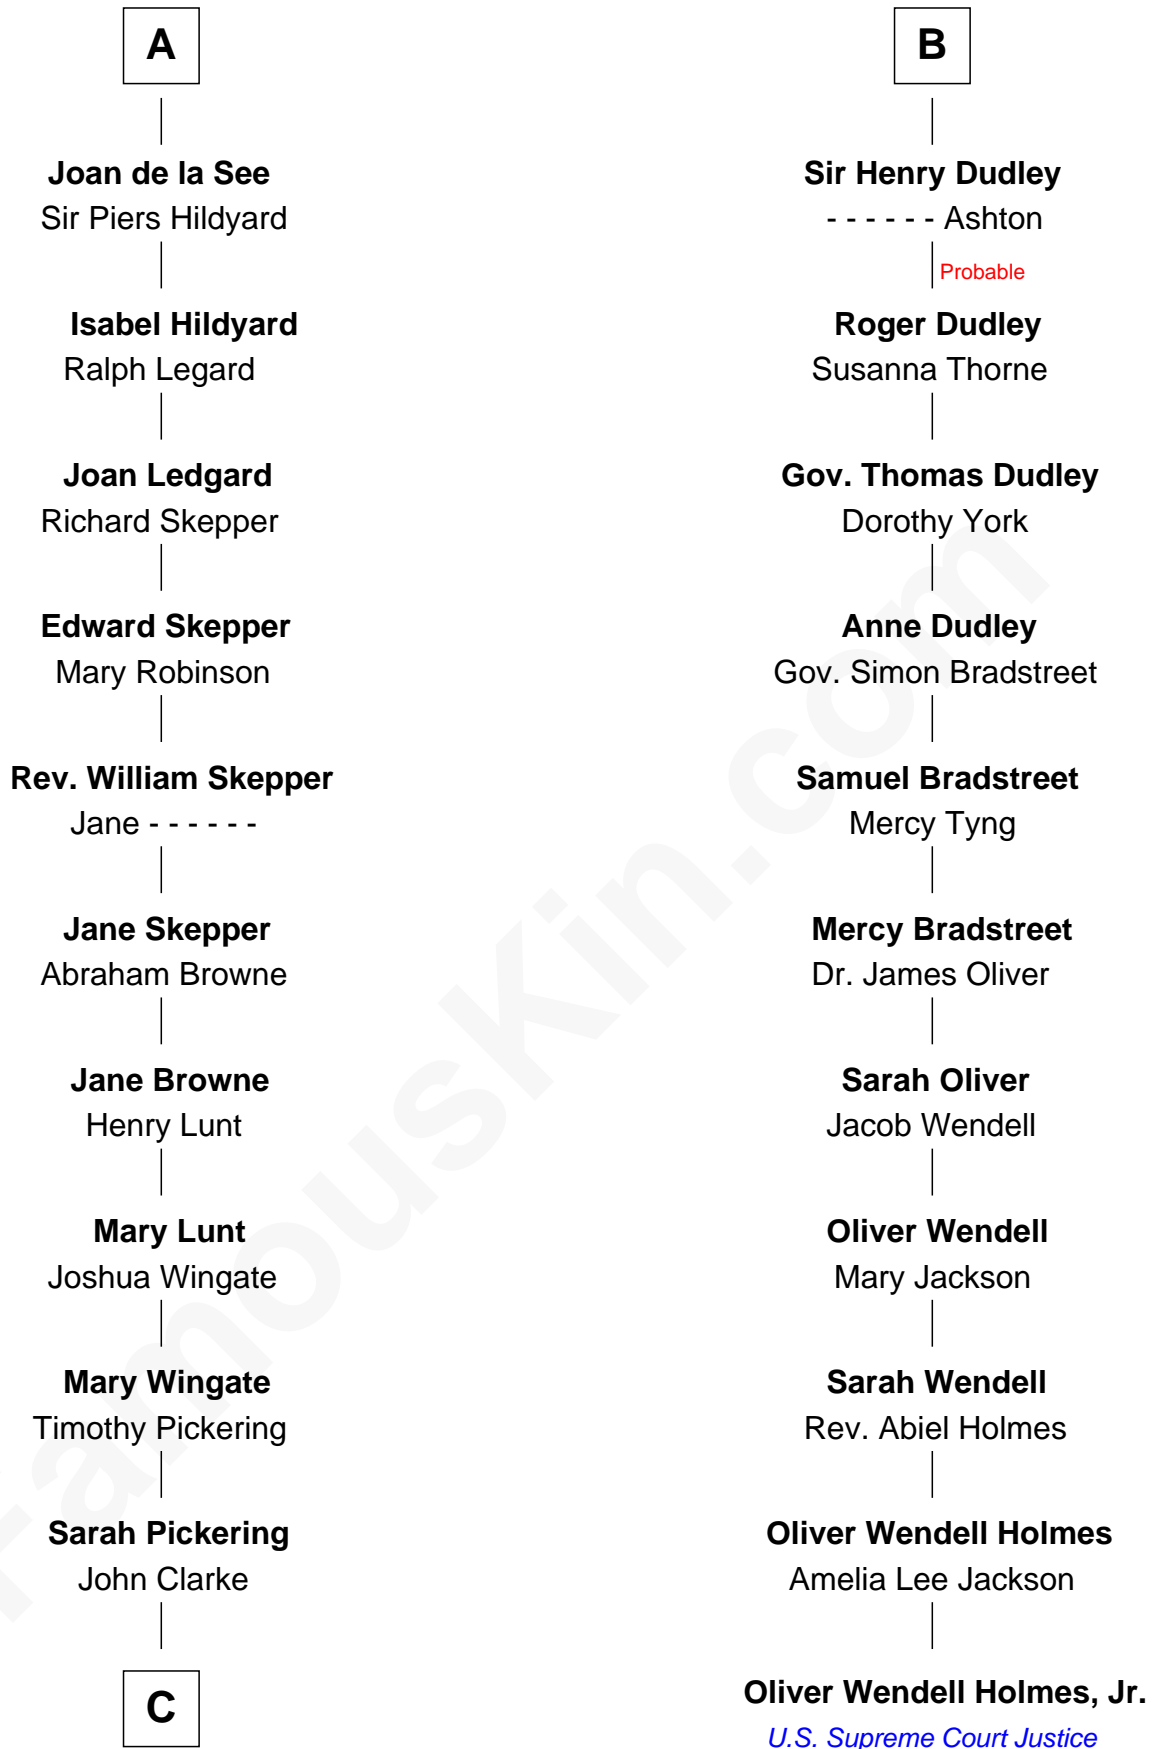 A
Joan de la See
Sir Piers Hildyard
Isabel Hildyard
Ralph Legard
Joan Ledgard
Richard Skepper
Edward Skepper
Mary Robinson
Rev. William Skepper
Jane - - - - - -
Jane Skepper
Abraham Browne
Jane Browne
Henry Lunt
Mary Lunt
Joshua Wingate
Mary Wingate
Timothy Pickering
Sarah Pickering
John Clarke
C
B
Sir Henry Dudley
- - - - - - Ashton
Probable
Roger Dudley
Susanna Thorne
Gov. Thomas Dudley
Dorothy York
Anne Dudley
Gov. Simon Bradstreet
Samuel Bradstreet
Mercy Tyng
Mercy Bradstreet
Dr. James Oliver
Sarah Oliver
Jacob Wendell
Oliver Wendell
Mary Jackson
Sarah Wendell
Rev. Abiel Holmes
Oliver Wendell Holmes
Amelia Lee Jackson
Oliver Wendell Holmes, Jr.
U.S. Supreme Court Justice
FamousKin.com